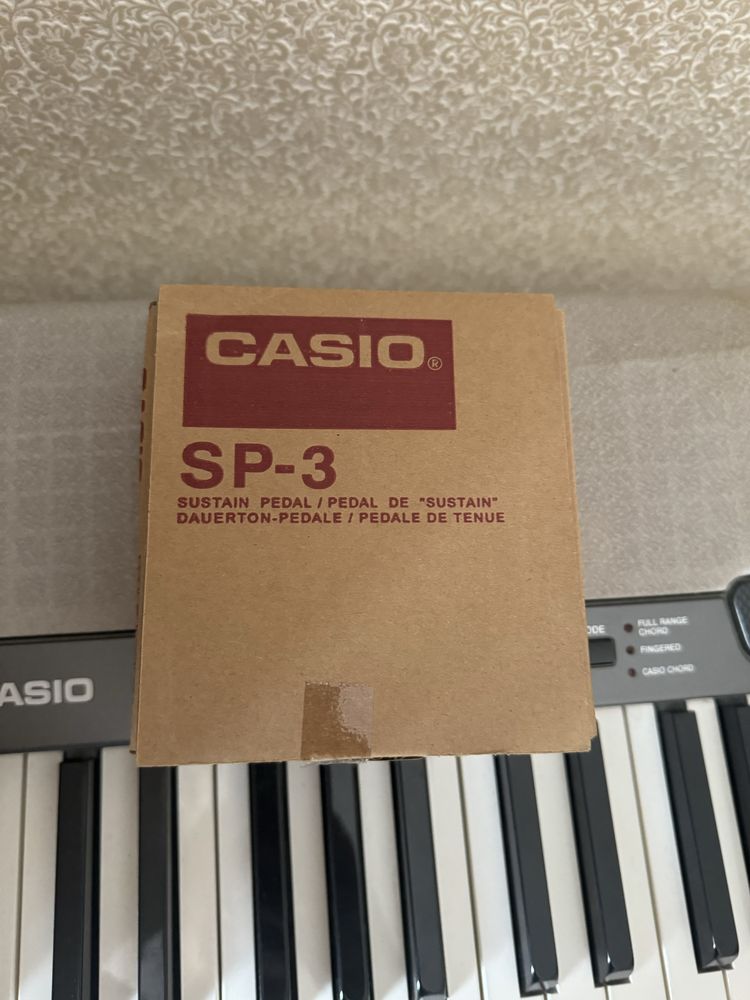 CASIO®
SP-3
SUSTAIN PEDAL / PEDAL DE "SUSTAIN"
DAUERTON-PEDALE / PEDALE DE TENUE
FULL RANGE
CHORD
FINGERED
CASIO CHORD
ASIO